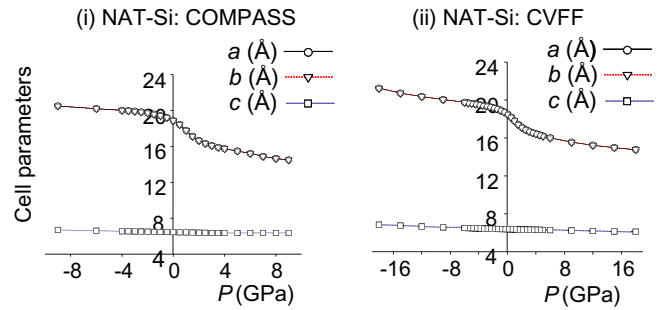 (i) NAT-Si: COMPASS
a (Å)
b (Å)
c (Å)
Cell parameters
24
20
16
12
8
4
-8 -4 0 4 8
P (GPa)
(ii) NAT-Si: CVFF
a (Å)
b (Å)
c (Å)
24
20
16
12
8
4
-16 -8 0 8 16
P (GPa)